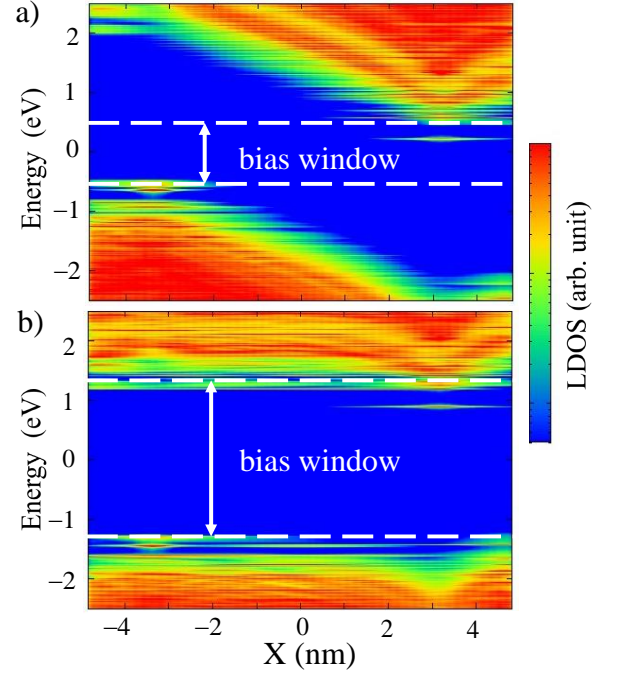 a)
2
1
0
−1
−2
Energy (eV)
bias window
b)
2
1
0
−1
−2
Energy (eV)
bias window
−4 −2 0 2 4
X (nm)
LDOS (arb. unit)